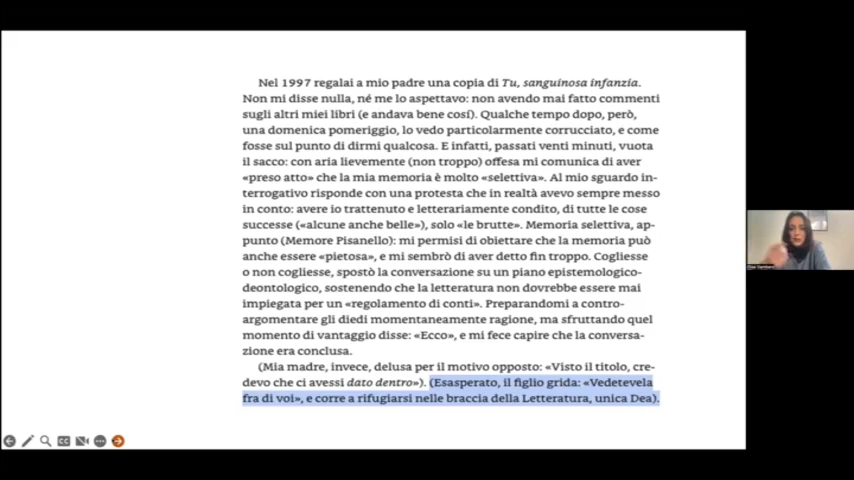 Nel 1997 regalai a mio padre una copia di Tu, sanguinosa infanzia.
Non mi disse nulla, né me lo aspettavo: non avendo mai fatto commenti
sugli altri miei libri (e andava bene cosí). Qualche tempo dopo, però,
una domenica pomeriggio, lo vedo particolarmente corrucciato, e come
fosse sul punto di dirmi qualcosa. E infatti, passati venti minuti, vuota
il sacco: con aria lievemente (non troppo) offesa mi comunica di aver
«preso atto» che la mia memoria è molto «selettiva». Al mio sguardo in-
terrogativo risponde con una protesta che in realtà avevo sempre messo
in conto: avere io trattenuto e letterariamente condito, di tutte le cose
successe («alcune anche belle»), solo «le brutte». Memoria selettiva, ap-
punto (Memore Pisanello): mi permisi di obiettare che la memoria può
anche essere «pietosa», e mi sembrò di aver detto fin troppo. Cogliesse
o non cogliesse, spostò la conversazione su un piano epistemologico-
deontologico, sostenendo che la letteratura non dovrebbe essere mai
impiegata per un «regolamento di conti». Preparandomi a contro-
argomentare gli diedi momentaneamente ragione, ma sfruttando quel
momento di vantaggio disse: «Ecco», e mi fece capire che la conversa-
zione era conclusa.
(Mia madre, invece, delusa per il motivo opposto: «Visto il titolo, cre-
devo che ci avessi dato dentro»). (Esasperato, il figlio grida: «Vedetevela
fra di voi», e corre a rifugiarsi nelle braccia della Letteratura, unica Dea).